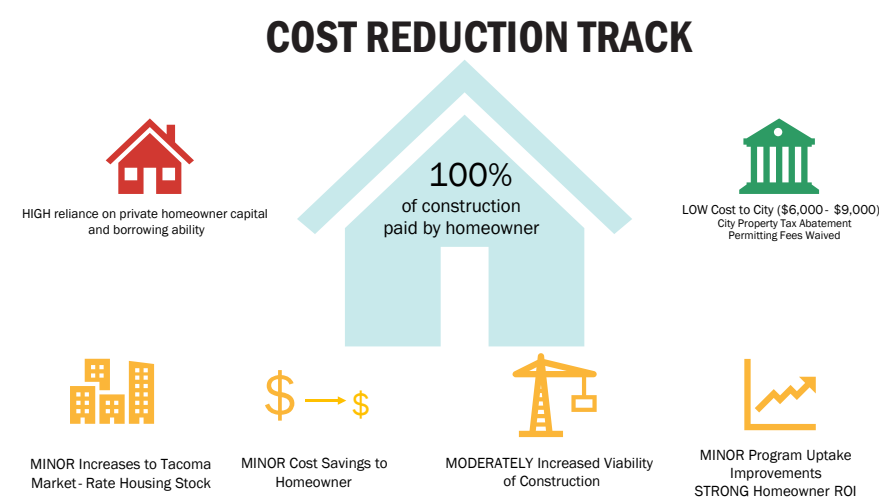 COST REDUCTION TRACK
100%
of construction
paid by homeowner
HIGH reliance on private homeowner capital
and borrowing ability
LOW Cost to City ($6,000 - $9,000)
City Property Tax Abatement
Permitting Fees Waived
$ $
MINOR Increases to Tacoma
Market - Rate Housing Stock
MINOR Cost Savings to
Homeowner
MODERATELY Increased Viability
of Construction
MINOR Program Uptake
Improvements
STRONG Homeowner ROI